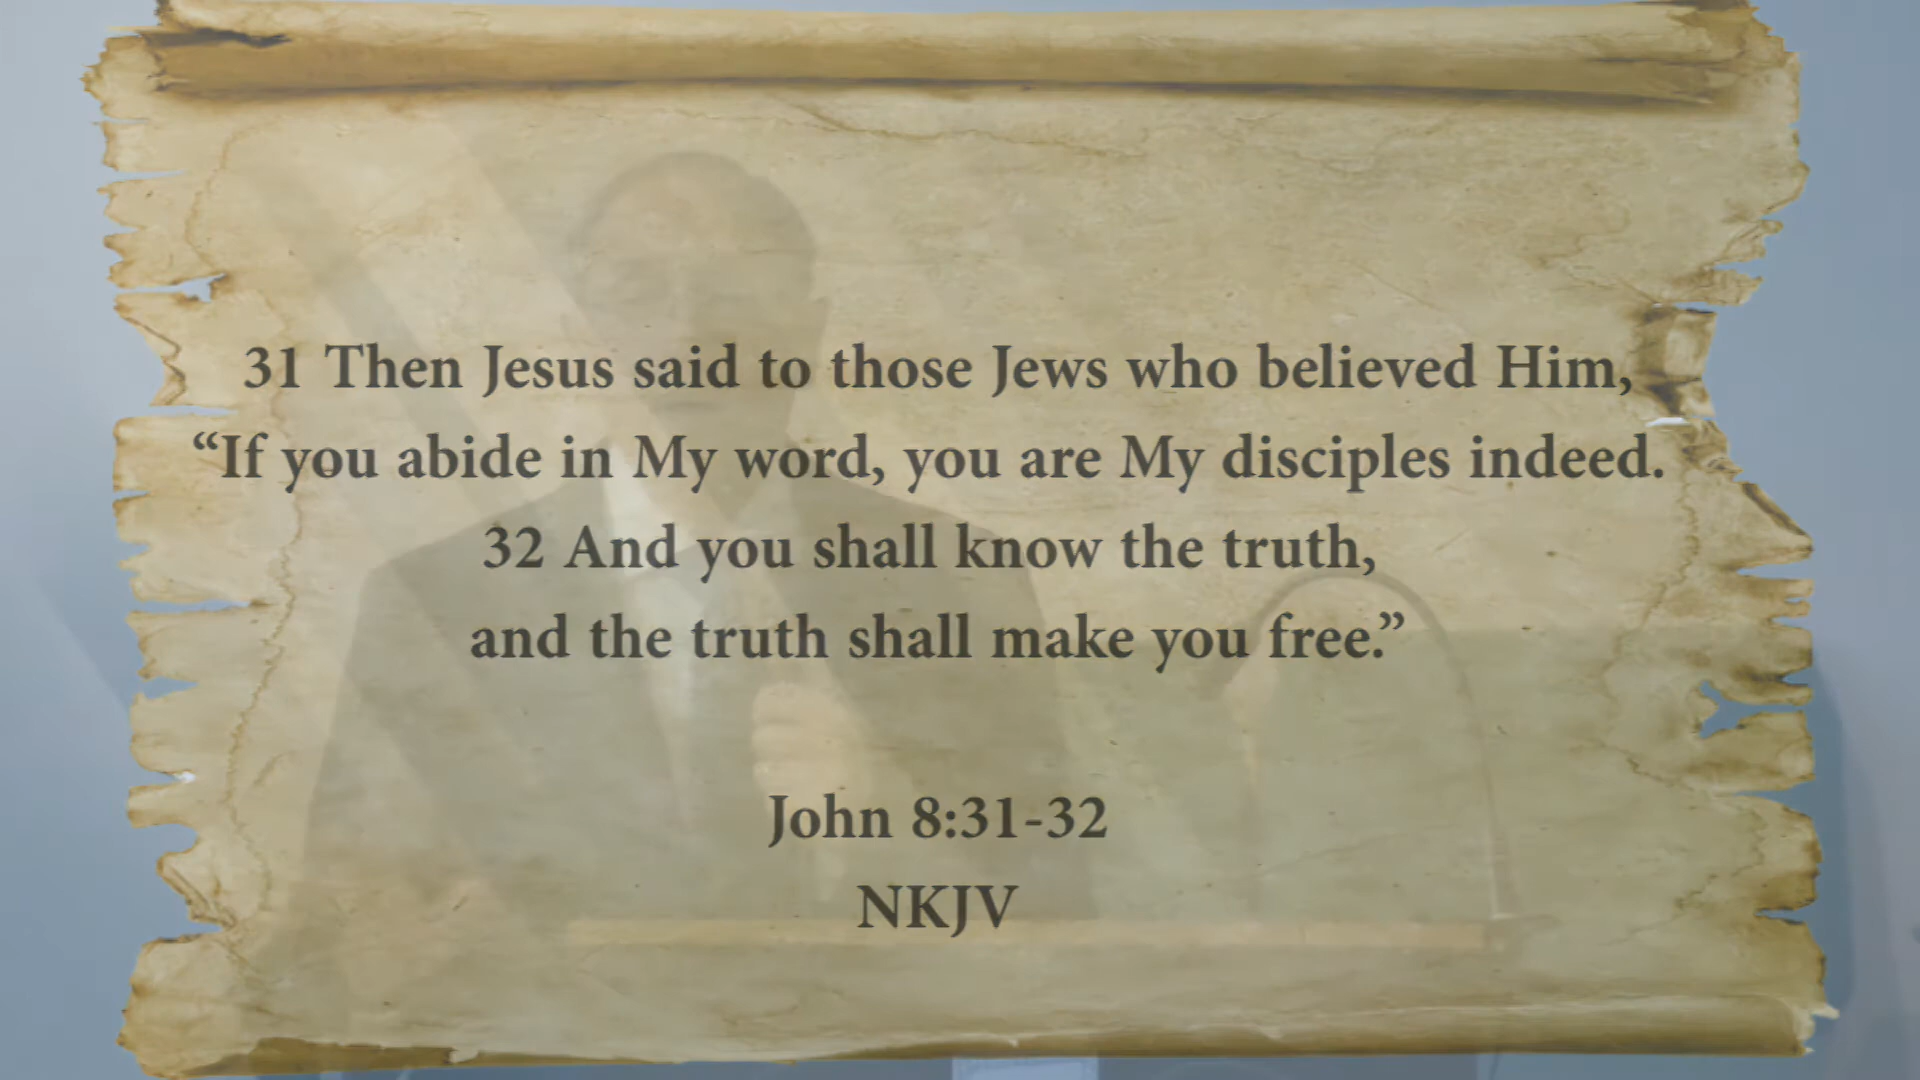 31 Then Jesus said to those Jews who believed Him,
“If you abide in My word, you are My disciples indeed.
32 And you shall know the truth,
and the truth shall make you free.”
John 8:31-32
NKJV